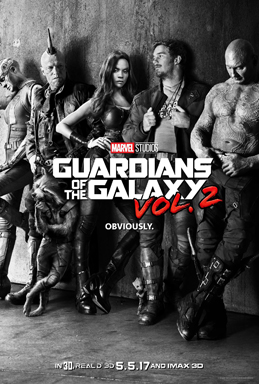 MARVEL STUDIOS
GUARDIANS
OF THE GALAXY
VOL. 2
OBVIOUSLY.
IN 3D, REAL D 3D 5.5.17 AND IMAX 3D